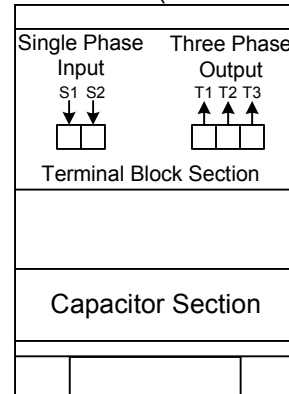 Single Phase Three Phase
Input Output
S1 S2 T1 T2 T3
Terminal Block Section
Capacitor Section